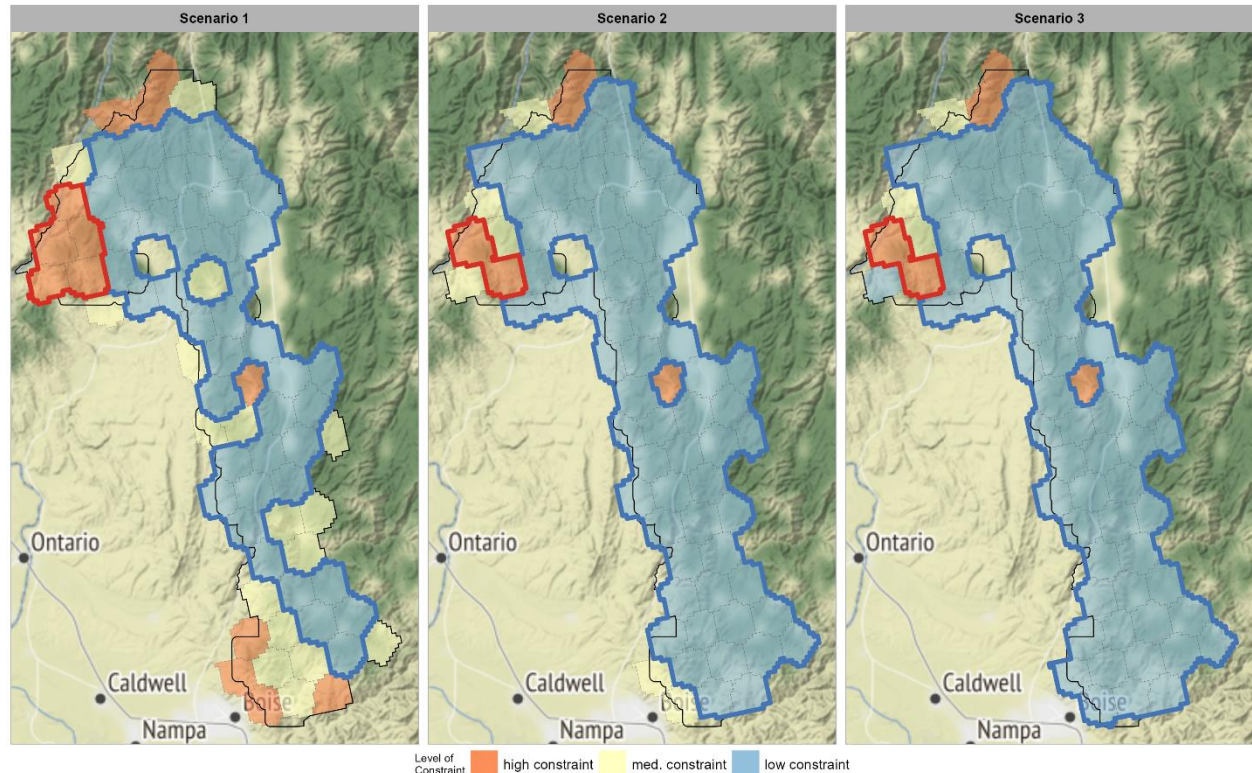 Scenario 1
Scenario 2
Scenario 3
Ontario
Caldwell
Boise
Nampa
Ontario
Caldwell
Boise
Nampa
Ontario
Caldwell
Boise
Nampa
Level of
Constraint
high constraint
med. constraint
low constraint